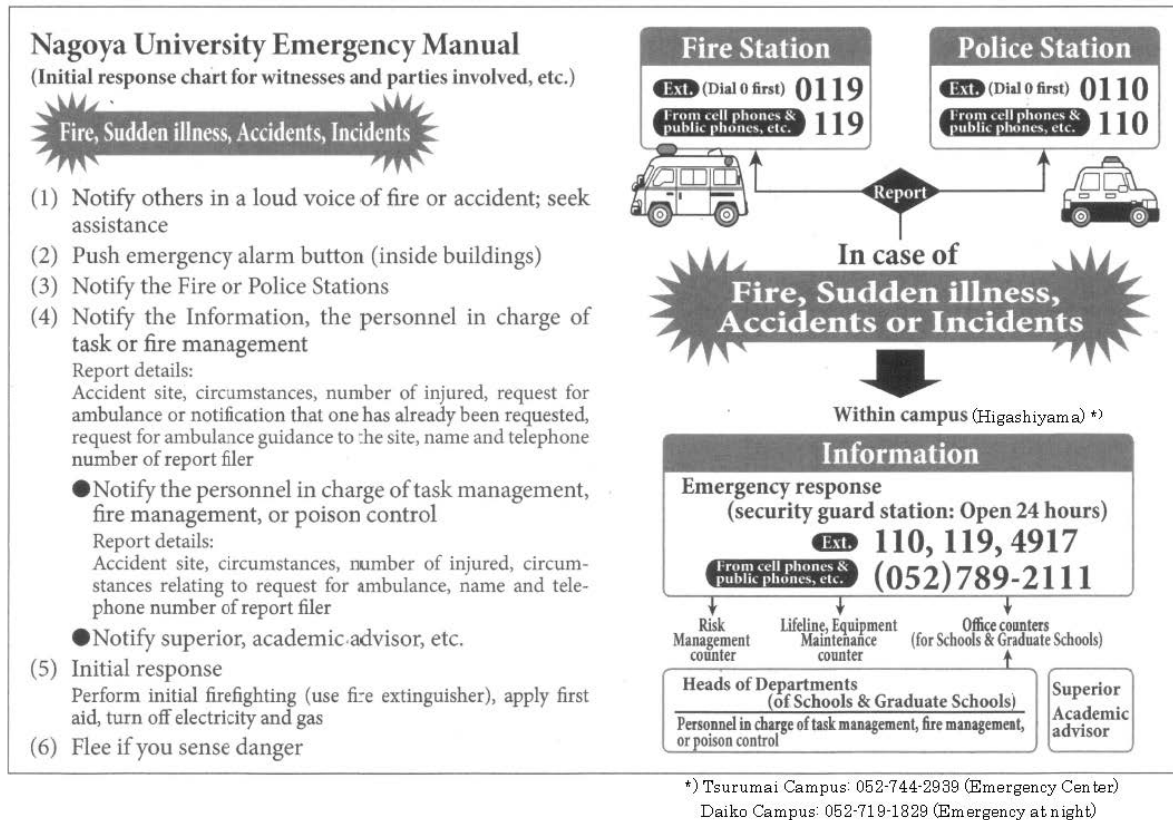 Nagoya University Emergency Manual
(Initial response chart for witnesses and parties involved, etc.)
Fire, Sudden illness, Accidents, Incidents
(1) Notify others in a loud voice of fire or accident; seek
assistance
(2) Push emergency alarm button (inside buildings)
(3) Notify the Fire or Police Stations
(4) Notify the Information, the personnel in charge of
task or fire management
Report details:
Accident site, circumstances, number of injured, request for
ambulance or notification that one has already been requested,
request for ambulance guidance to the site, name and telephone
number of report filer
●Notify the personnel in charge of task management,
fire management, or poison control
Report details:
Accident site, circumstances, number of injured, circum-
stances relating to request for ambulance, name and tele-
phone number of report filer
●Notify superior, academic advisor, etc.
(5) Initial response
Perform initial firefighting (use fire extinguisher), apply first
aid, turn off electricity and gas
(6) Flee if you sense danger
Fire Station
Ext. (Dial 0 first) 0119
From cell phones &
public phones, etc. 119
Police Station
Ext. (Dial 0 first) 0110
From cell phones &
public phones, etc. 110
Report
In case of
Fire, Sudden illness,
Accidents or Incidents
Within campus (Higashiyama) *)
Information
Emergency response
(security guard station: Open 24 hours)
Ext. 110, 119, 4917
From cell phones &
public phones, etc. (052)789-2111
Risk
Management
counter
Lifeline, Equipment
Maintenance
counter
Office counters
(for Schools & Graduate Schools)
Heads of Departments
(of Schools & Graduate Schools)
Personnel in charge of task management, fire management,
or poison control
Superior
Academic
advisor
*) Tsurumai Campus: 052-744-2939 (Emergency Center)
Daiko Campus: 052-719-1829 (Emergency at night)